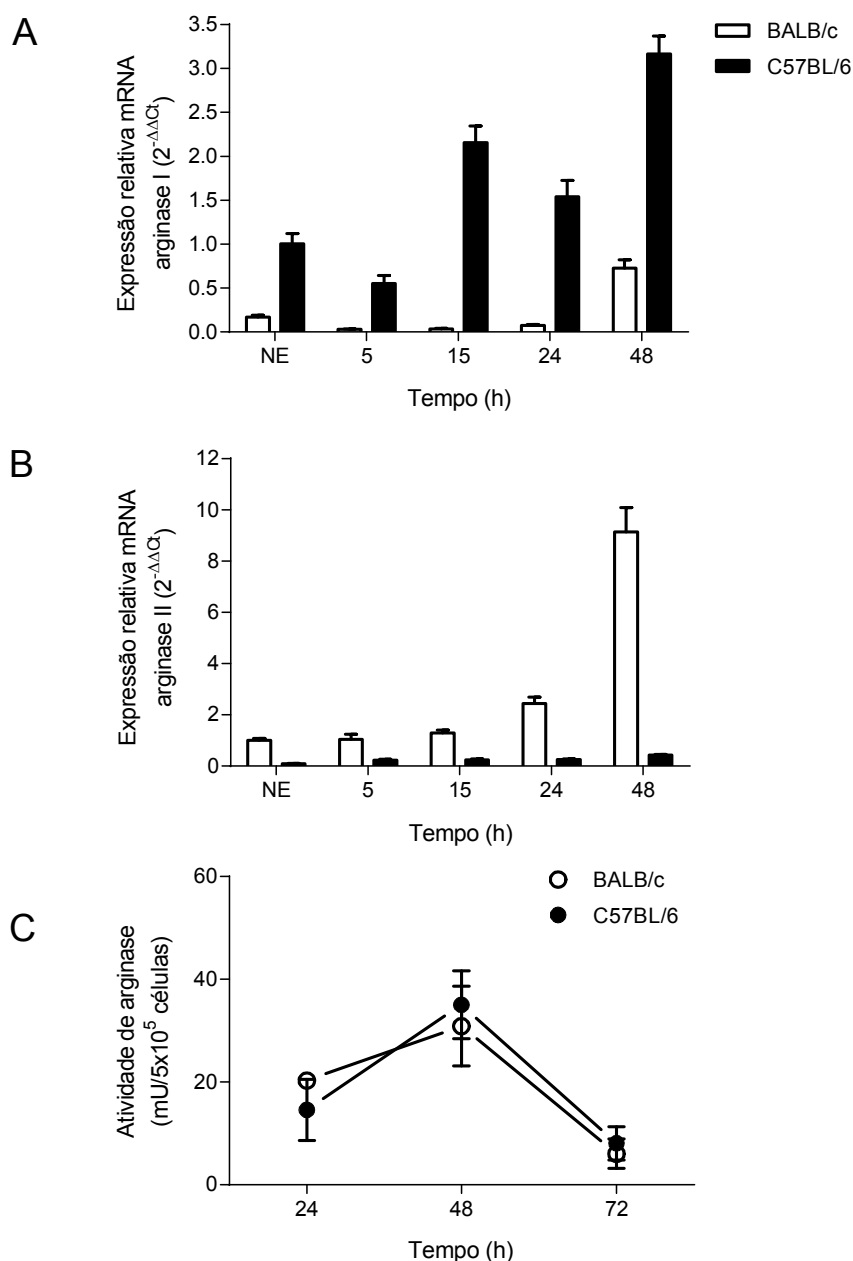 A
BALB/c
C57BL/6
Expressão relativa mRNA
arginase I (2-ΔΔCt)
3.5
3.0
2.5
2.0
1.5
1.0
0.5
0.0
NE 5 15 24 48
Tempo (h)
B
Expressão relativa mRNA
arginase II (2-ΔΔCt)
12
10
8
6
4
2
0
NE 5 15 24 48
Tempo (h)
C
BALB/c
C57BL/6
Atividade de arginase
(mU/5x10⁵ células)
60
40
20
0
24 48 72
Tempo (h)